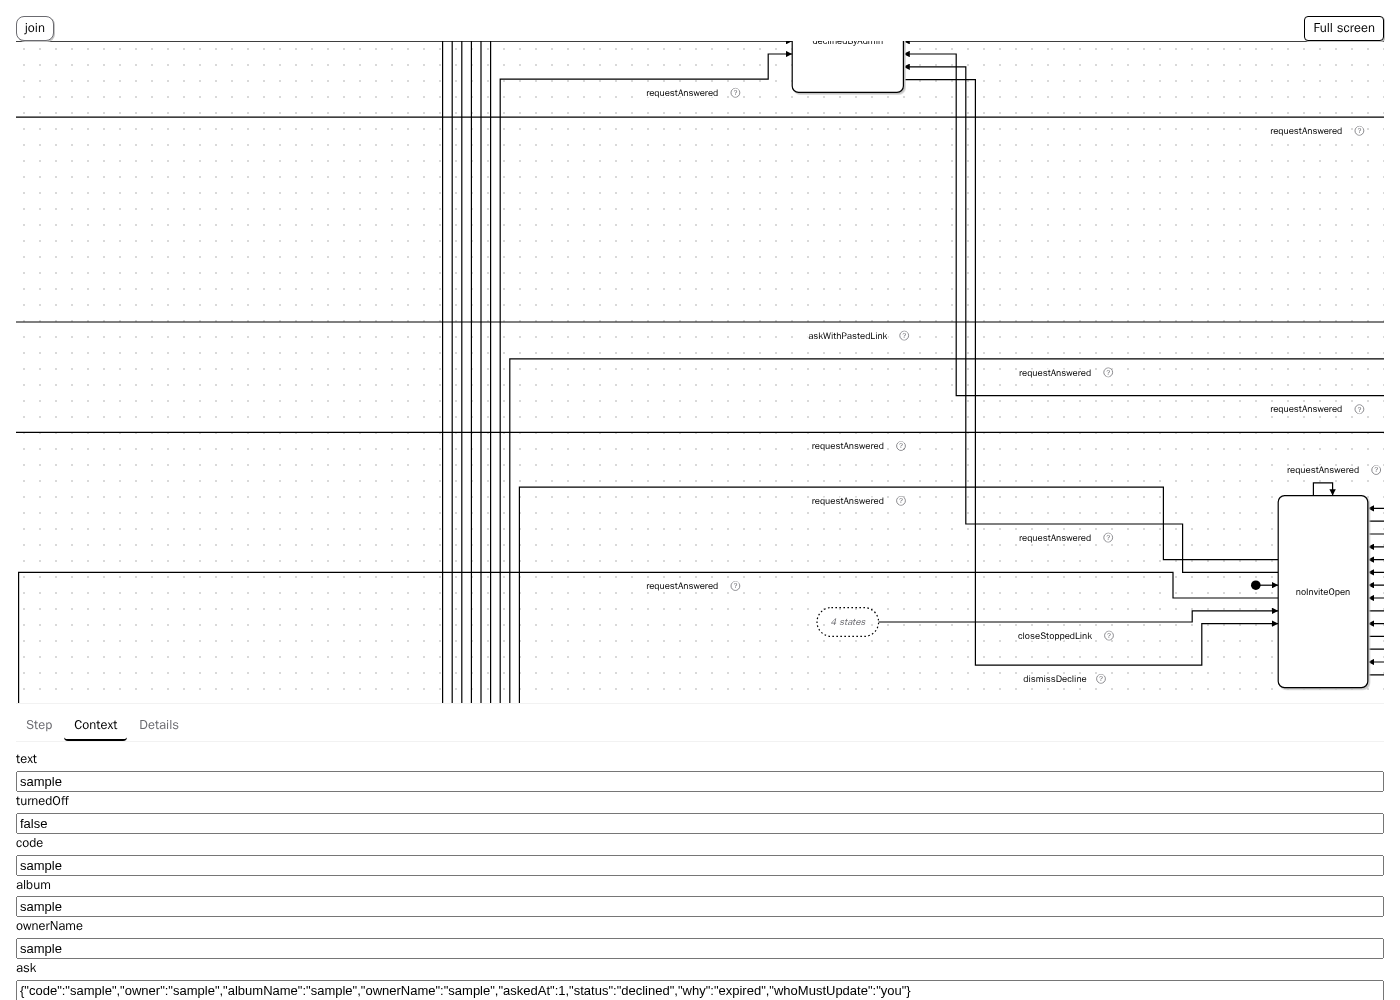 join
Full screen
declinedByAdmin
requestAnswered ?
requestAnswered ?
askWithPastedLink ?
requestAnswered ?
requestAnswered ?
requestAnswered ?
requestAnswered ?
requestAnswered ?
requestAnswered ?
requestAnswered ?
noInviteOpen
4 states
closeStoppedLink ?
dismissDecline ?
Step Context Details
text
sample
turnedOff
false
code
sample
album
sample
ownerName
sample
ask
{"code":"sample","owner":"sample","albumName":"sample","ownerName":"sample","askedAt":1,"status":"declined","why":"expired","whoMustUpdate":"you"}